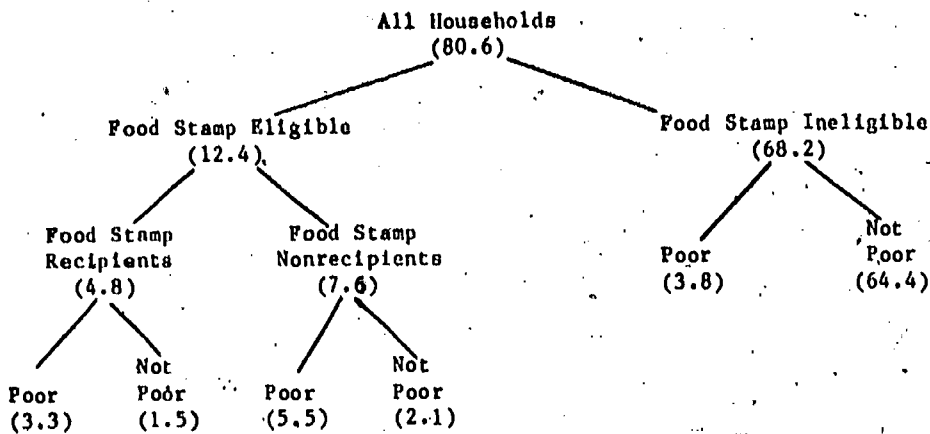 All Households
(80.6)
Food Stamp Eligible
(12.4)
Food Stamp Ineligible
(68.2)
Food Stamp
Recipients
(4.8)
Food Stamp
Nonrecipients
(7.6)
Poor
(3.8)
Not
Poor
(64.4)
Poor
(3.3)
Not
Poor
(1.5)
Poor
(5.5)
Not
Poor
(2.1)